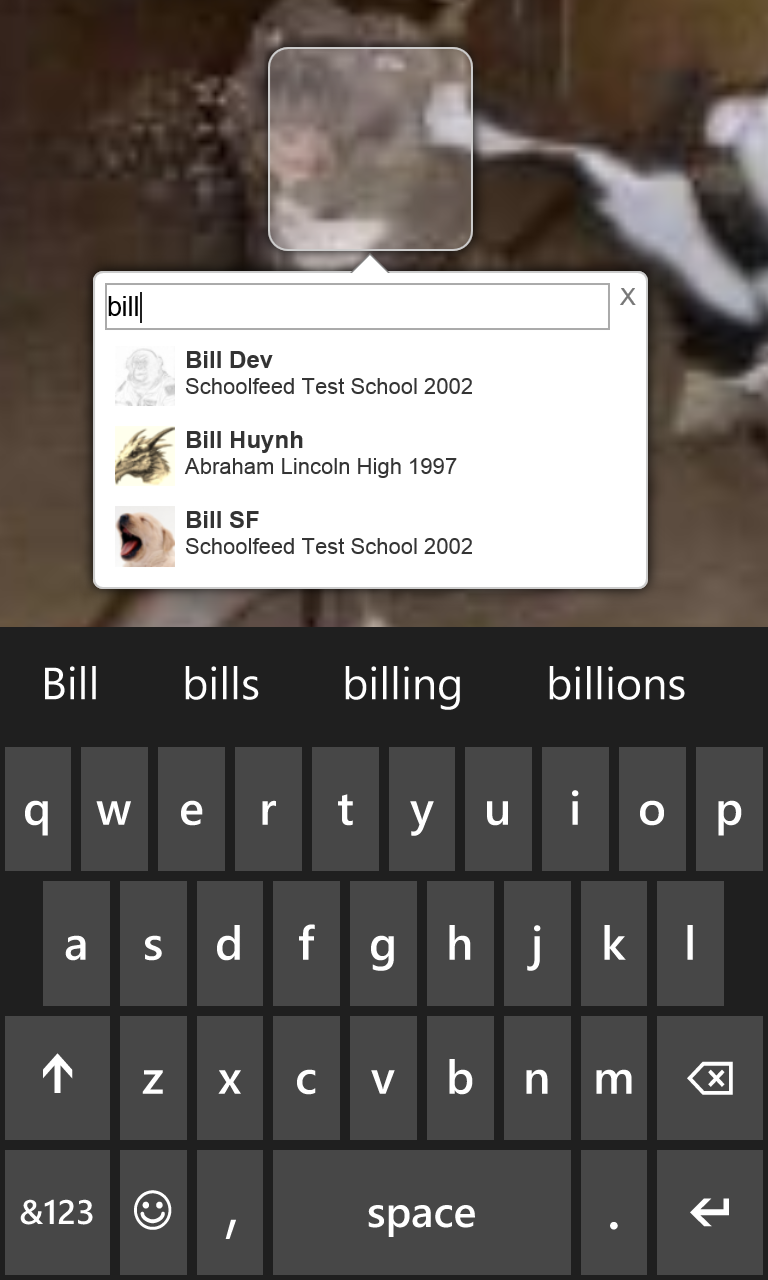 bill
X
Bill Dev
Schoolfeed Test School 2002
Bill Huynh
Abraham Lincoln High 1997
Bill SF
Schoolfeed Test School 2002
Bill bills billing billions
q w e r t y u i o p
a s d f g h j k l
z x c v b n m
&123 , space .